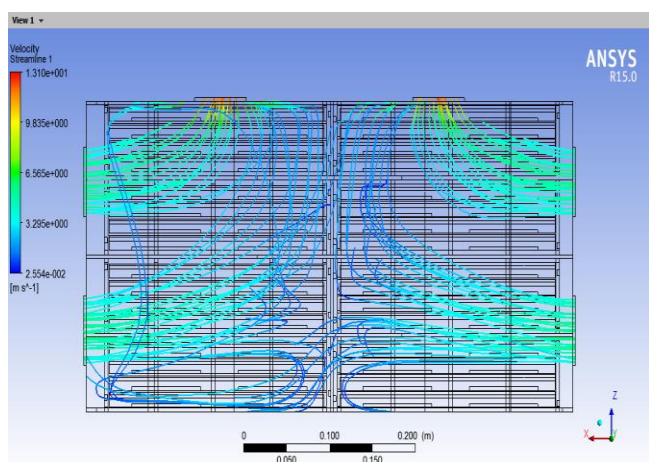 View 1
Velocity
Streamline 1
1.310e+001
9.835e+000
6.565e+000
3.295e+000
2.554e-002
[m s^-1]
ANSYS
R15.0
0 0.100 0.200 (m)
0.050 0.150
Z
X Y